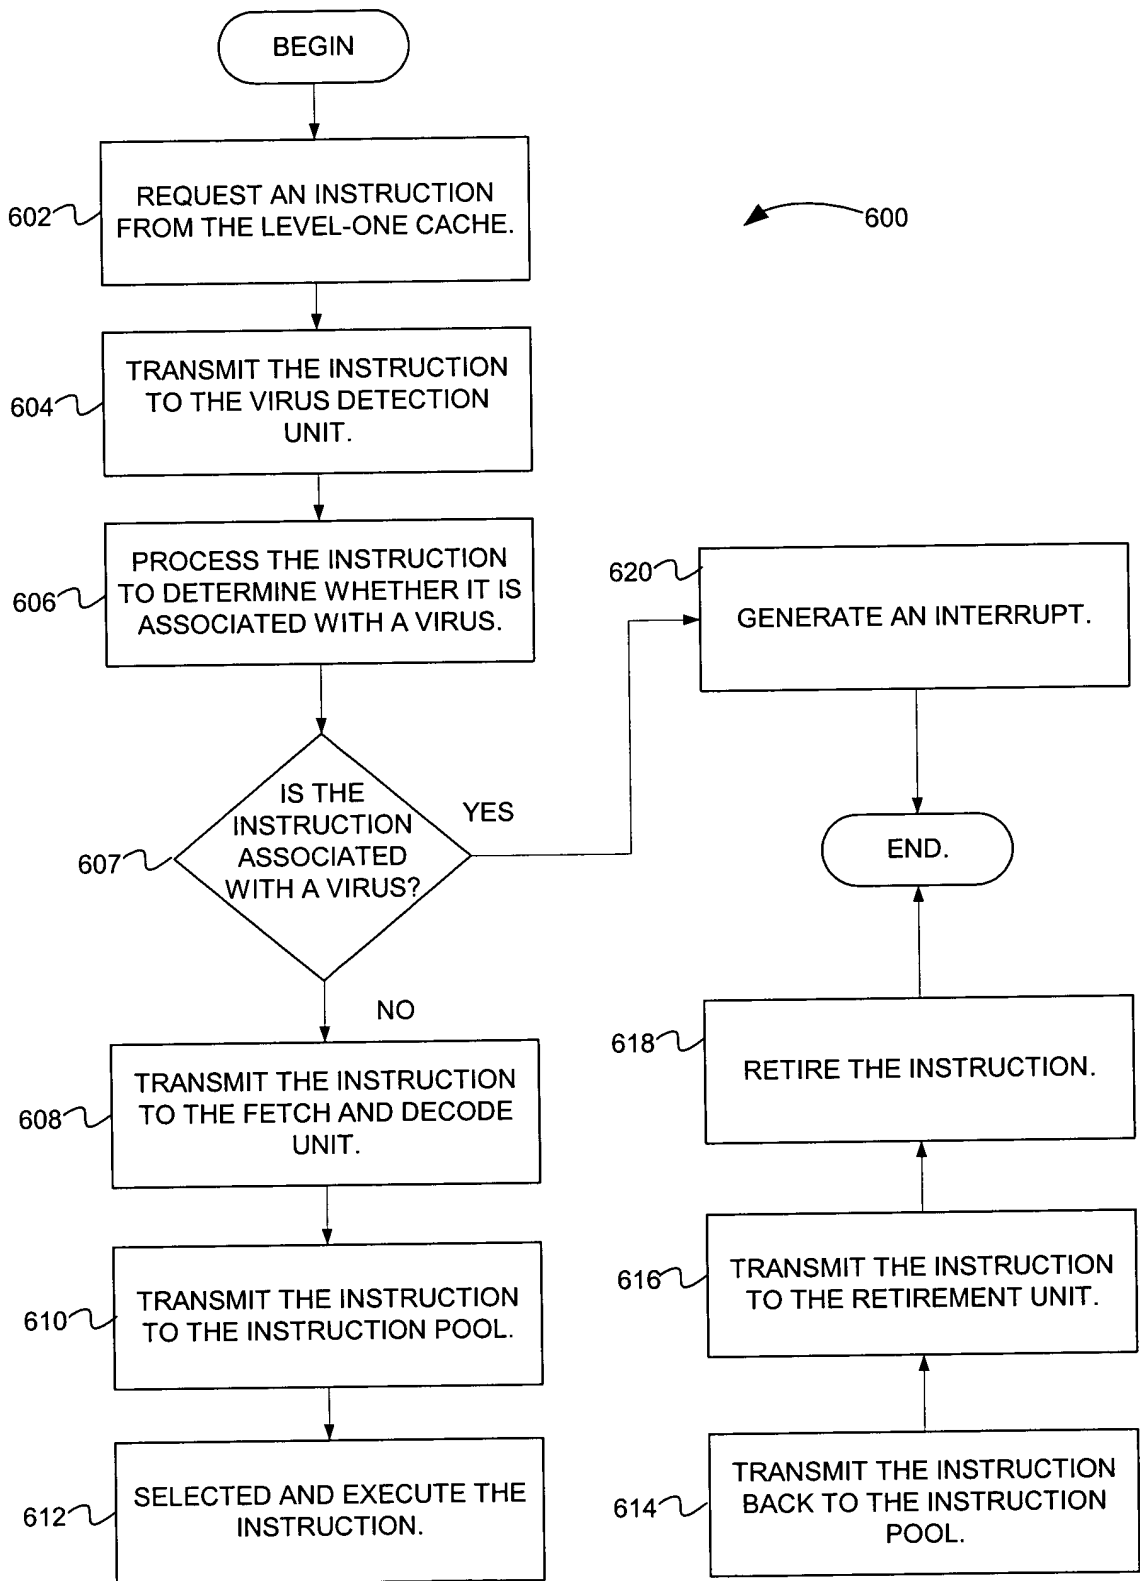 BEGIN
602
REQUEST AN INSTRUCTION
FROM THE LEVEL-ONE CACHE.
600
604
TRANSMIT THE INSTRUCTION
TO THE VIRUS DETECTION
UNIT.
606
PROCESS THE INSTRUCTION
TO DETERMINE WHETHER IT IS
ASSOCIATED WITH A VIRUS.
607
IS THE
INSTRUCTION
ASSOCIATED
WITH A VIRUS?
YES
NO
608
TRANSMIT THE INSTRUCTION
TO THE FETCH AND DECODE
UNIT.
610
TRANSMIT THE INSTRUCTION
TO THE INSTRUCTION POOL.
612
SELECTED AND EXECUTE THE
INSTRUCTION.
620
GENERATE AN INTERRUPT.
END.
618
RETIRE THE INSTRUCTION.
616
TRANSMIT THE INSTRUCTION
TO THE RETIREMENT UNIT.
614
TRANSMIT THE INSTRUCTION
BACK TO THE INSTRUCTION
POOL.